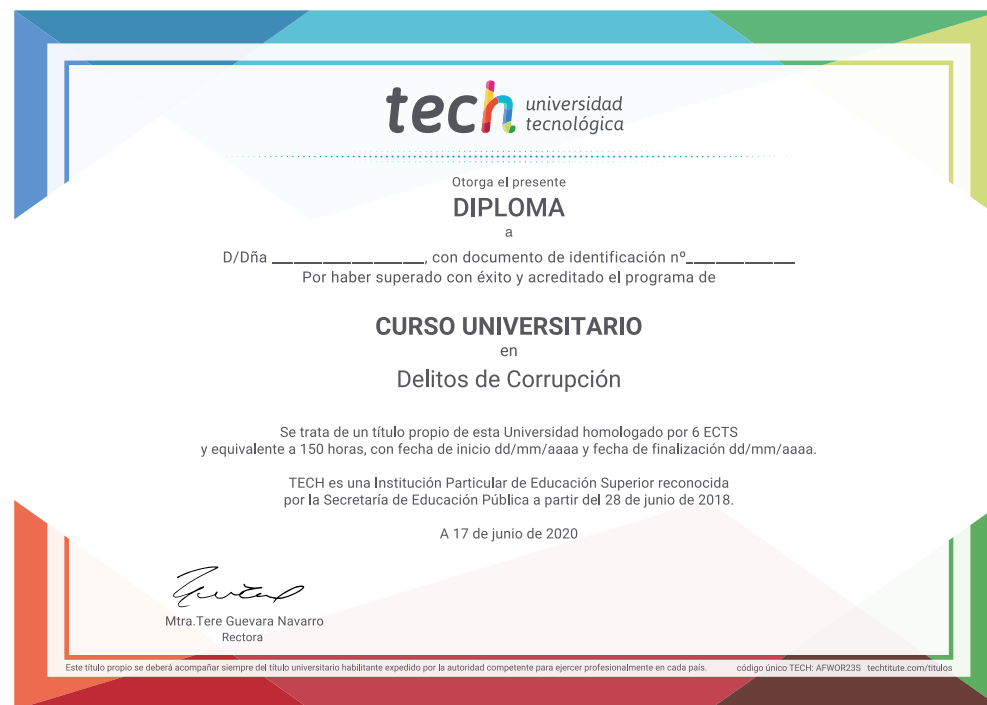 tech universidad
tecnológica
Otorga el presente
DIPLOMA
a
D/Dña ______________, con documento de identificación nº__________
Por haber superado con éxito y acreditado el programa de
CURSO UNIVERSITARIO
en
Delitos de Corrupción
Se trata de un título propio de esta Universidad homologado por 6 ECTS
y equivalente a 150 horas, con fecha de inicio dd/mm/aaaa y fecha de finalización dd/mm/aaaa.
TECH es una Institución Particular de Educación Superior reconocida
por la Secretaría de Educación Pública a partir del 28 de junio de 2018.
A 17 de junio de 2020
Mtra.Tere Guevara Navarro
Rectora
Este título propio se deberá acompañar siempre del título universitario habilitante expedido por la autoridad competente para ejercer profesionalmente en cada país. código único TECH: AFWOR23S techtitute.com/titulos